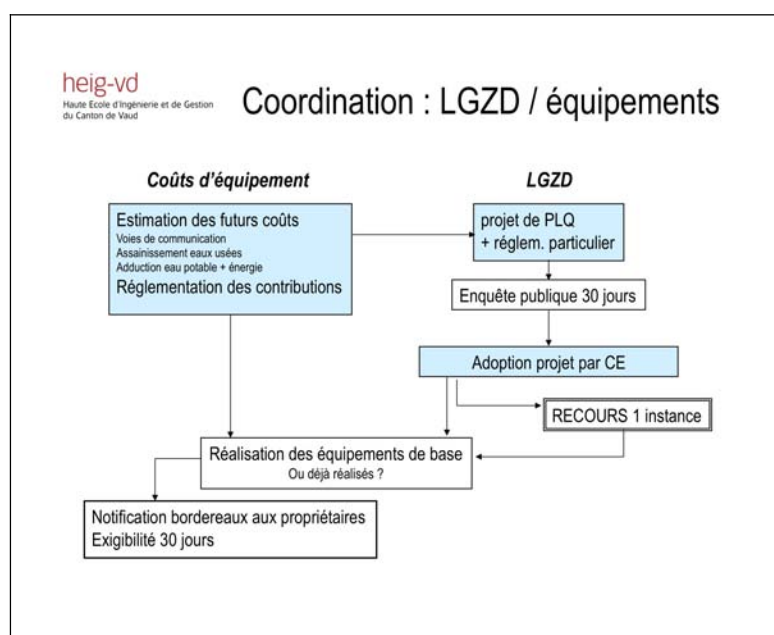 heig-vd
Haute Ecole d'Ingénierie et de Gestion
du Canton de Vaud
Coordination : LGZD / équipements
Coûts d'équipement
LGZD
Estimation des futurs coûts
Voies de communication
Assainissement eaux usées
Adduction eau potable + énergie
Réglementation des contributions
projet de PLQ
+ réglem. particulier
Enquête publique 30 jours
Adoption projet par CE
RECOURS 1 instance
Réalisation des équipements de base
Ou déjà réalisés ?
Notification bordereaux aux propriétaires
Exigibilité 30 jours